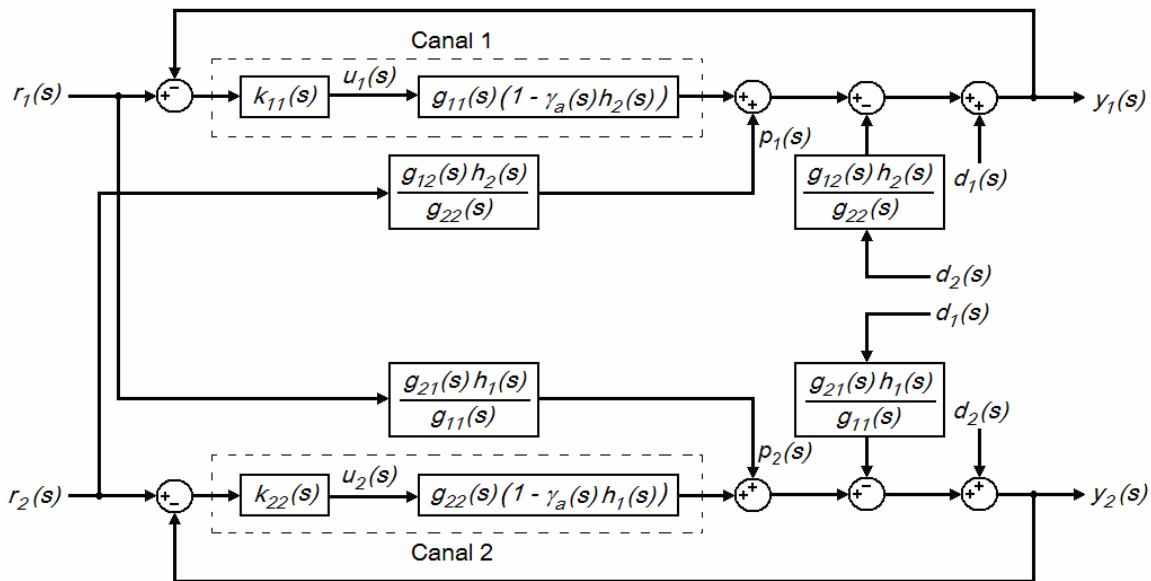 Canal 1
r₁(s)
+ −
k₁₁(s)
u₁(s)
g₁₁(s)(1 - γₐ(s)h₂(s))
+ +
p₁(s)
+ −
+ +
y₁(s)
d₁(s)
g₁₂(s) h₂(s)
g₂₂(s)
g₁₂(s) h₂(s)
g₂₂(s)
d₂(s)
d₁(s)
g₂₁(s) h₁(s)
g₁₁(s)
g₂₁(s) h₁(s)
g₁₁(s)
d₂(s)
p₂(s)
r₂(s)
+ −
k₂₂(s)
u₂(s)
g₂₂(s)(1 - γₐ(s)h₁(s))
+ +
+ −
+ +
y₂(s)
Canal 2